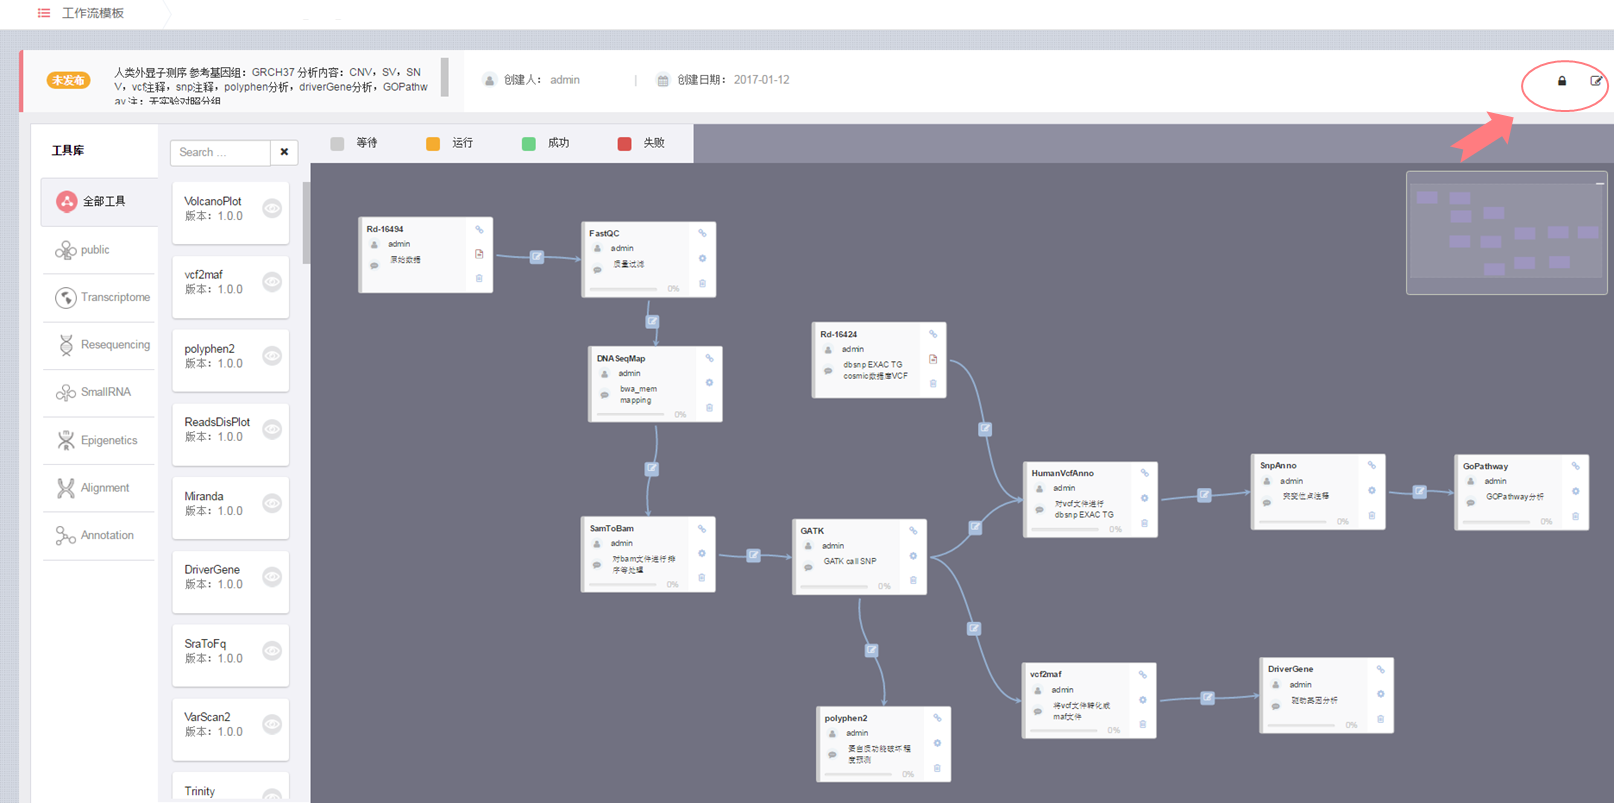 工作流模板
未发布
人类外显子测序 参考基因组：GRCH37 分析内容：CNV，SV，SN
V，vcf注释，snp注释，polyphen分析，driverGene分析，GOPathw
ay 注：无实验对照分组
创建人： admin
创建日期： 2017-01-12
工具库
Search ...
等待
运行
成功
失败
全部工具
public
Transcriptome
Resequencing
SmallRNA
Epigenetics
Alignment
Annotation
VolcanoPlot
版本：1.0.0
vcf2maf
版本：1.0.0
polyphen2
版本：1.0.0
ReadsDisPlot
版本：1.0.0
Miranda
版本：1.0.0
DriverGene
版本：1.0.0
SraToFq
版本：1.0.0
VarScan2
版本：1.0.0
Trinity
Rd-16494
admin
原始数据
FastQC
admin
质量过滤
0%
DNASeqMap
admin
bwa_mem
mapping
0%
Rd-16424
admin
dbsnp EXAC TG
cosmic数据库VCF
SamToBam
admin
对bam文件进行排
序等处理
0%
GATK
admin
GATK call SNP
0%
HumanVcfAnno
admin
对vcf文件进行
dbsnp EXAC TG
0%
SnpAnno
admin
突变位点注释
0%
GoPathway
admin
GOPathway分析
0%
vcf2maf
admin
将vcf文件转化成
maf文件
0%
DriverGene
admin
驱动基因分析
0%
polyphen2
admin
蛋白质功能破坏程
度预测
0%